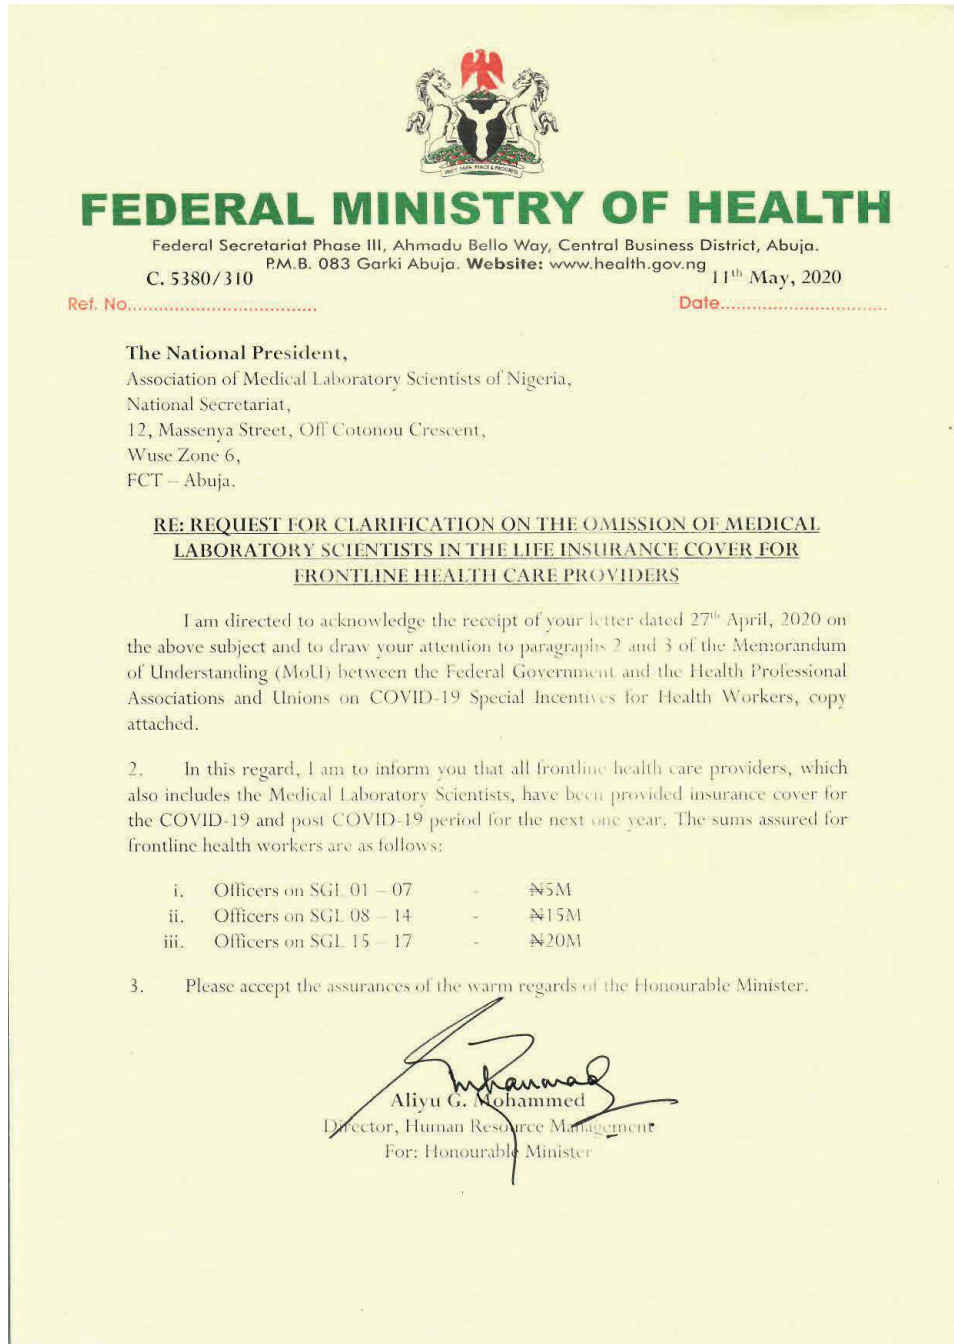 UNITY, FAITH, PEACE & PROGRESS
FEDERAL MINISTRY OF HEALTH
Federal Secretariat Phase III, Ahmadu Bello Way, Central Business District, Abuja.
P.M.B. 083 Garki Abuja. Website: www.health.gov.ng
C. 5380/310
11th May, 2020
Ref. No....................................
Date................................
The National President,
Association of Medical Laboratory Scientists of Nigeria,
National Secretariat,
12, Massenya Street, Off Cotonou Crescent,
Wuse Zone 6,
FCT – Abuja.
RE: REQUEST FOR CLARIFICATION ON THE OMISSION OF MEDICAL
LABORATORY SCIENTISTS IN THE LIFE INSURANCE COVER FOR
FRONTLINE HEALTH CARE PROVIDERS
I am directed to acknowledge the receipt of your letter dated 27th April, 2020 on
the above subject and to draw your attention to paragraphs 2 and 3 of the Memorandum
of Understanding (MoU) between the Federal Government and the Health Professional
Associations and Unions on COVID-19 Special Incentives for Health Workers, copy
attached.
2. In this regard, I am to inform you that all frontline health care providers, which
also includes the Medical Laboratory Scientists, have been provided insurance cover for
the COVID-19 and post COVID-19 period for the next one year. The sums assured for
frontline health workers are as follows:
i. Officers on SGL 01 – 07 - ₦5M
ii. Officers on SGL 08 – 14 - ₦15M
iii. Officers on SGL 15 – 17 - ₦20M
3. Please accept the assurances of the warm regards of the Honourable Minister.
Aliyu G. Mohammed
Director, Human Resource Management
For: Honourable Minister